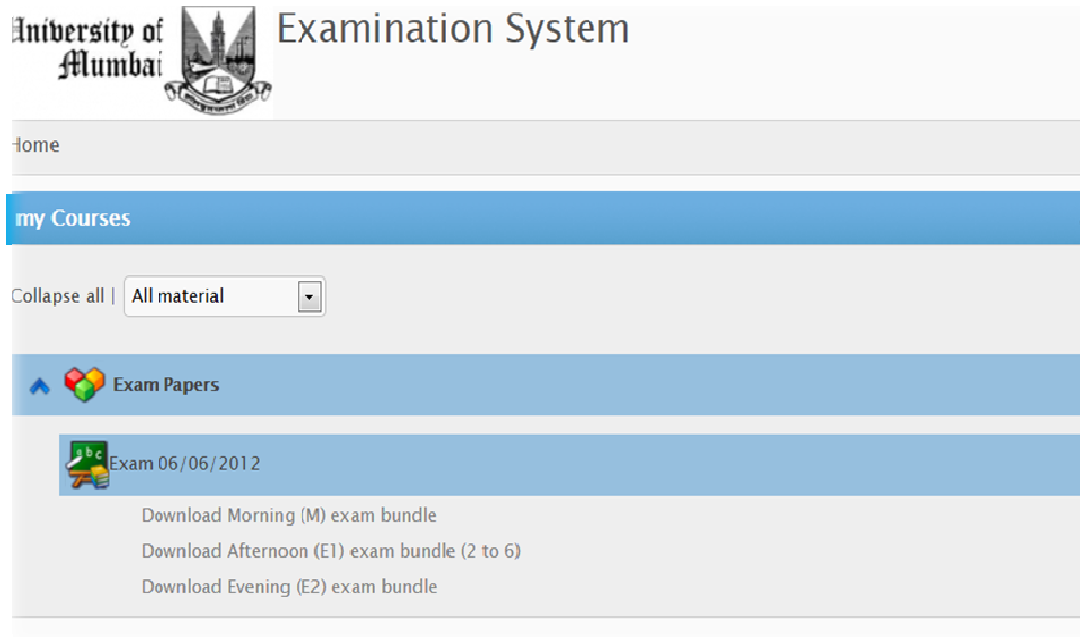 University of
Mumbai
Examination System
Home
my Courses
Collapse all |
All material
Exam Papers
abc
Exam 06/06/2012
Download Morning (M) exam bundle
Download Afternoon (E1) exam bundle (2 to 6)
Download Evening (E2) exam bundle